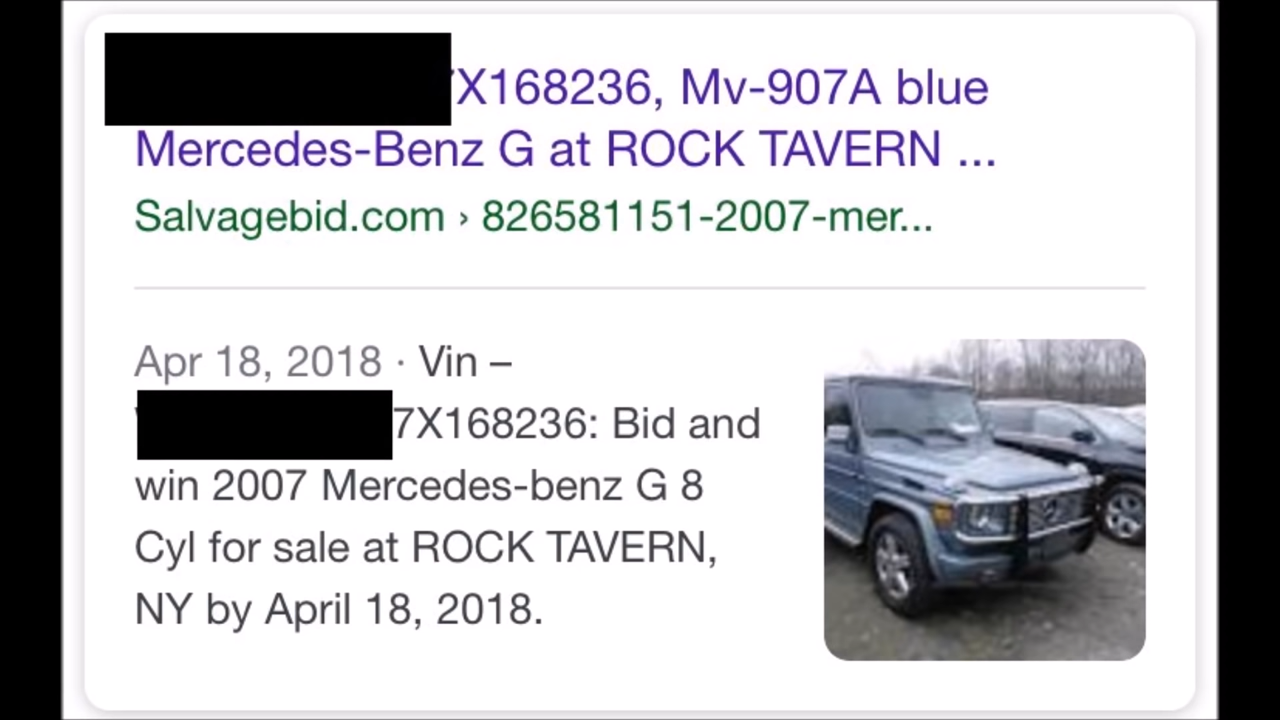 X168236, Mv-907A blue
Mercedes-Benz G at ROCK TAVERN ...
Salvagebid.com › 826581151-2007-mer...
Apr 18, 2018 · Vin –
7X168236: Bid and
win 2007 Mercedes-benz G 8
Cyl for sale at ROCK TAVERN,
NY by April 18, 2018.